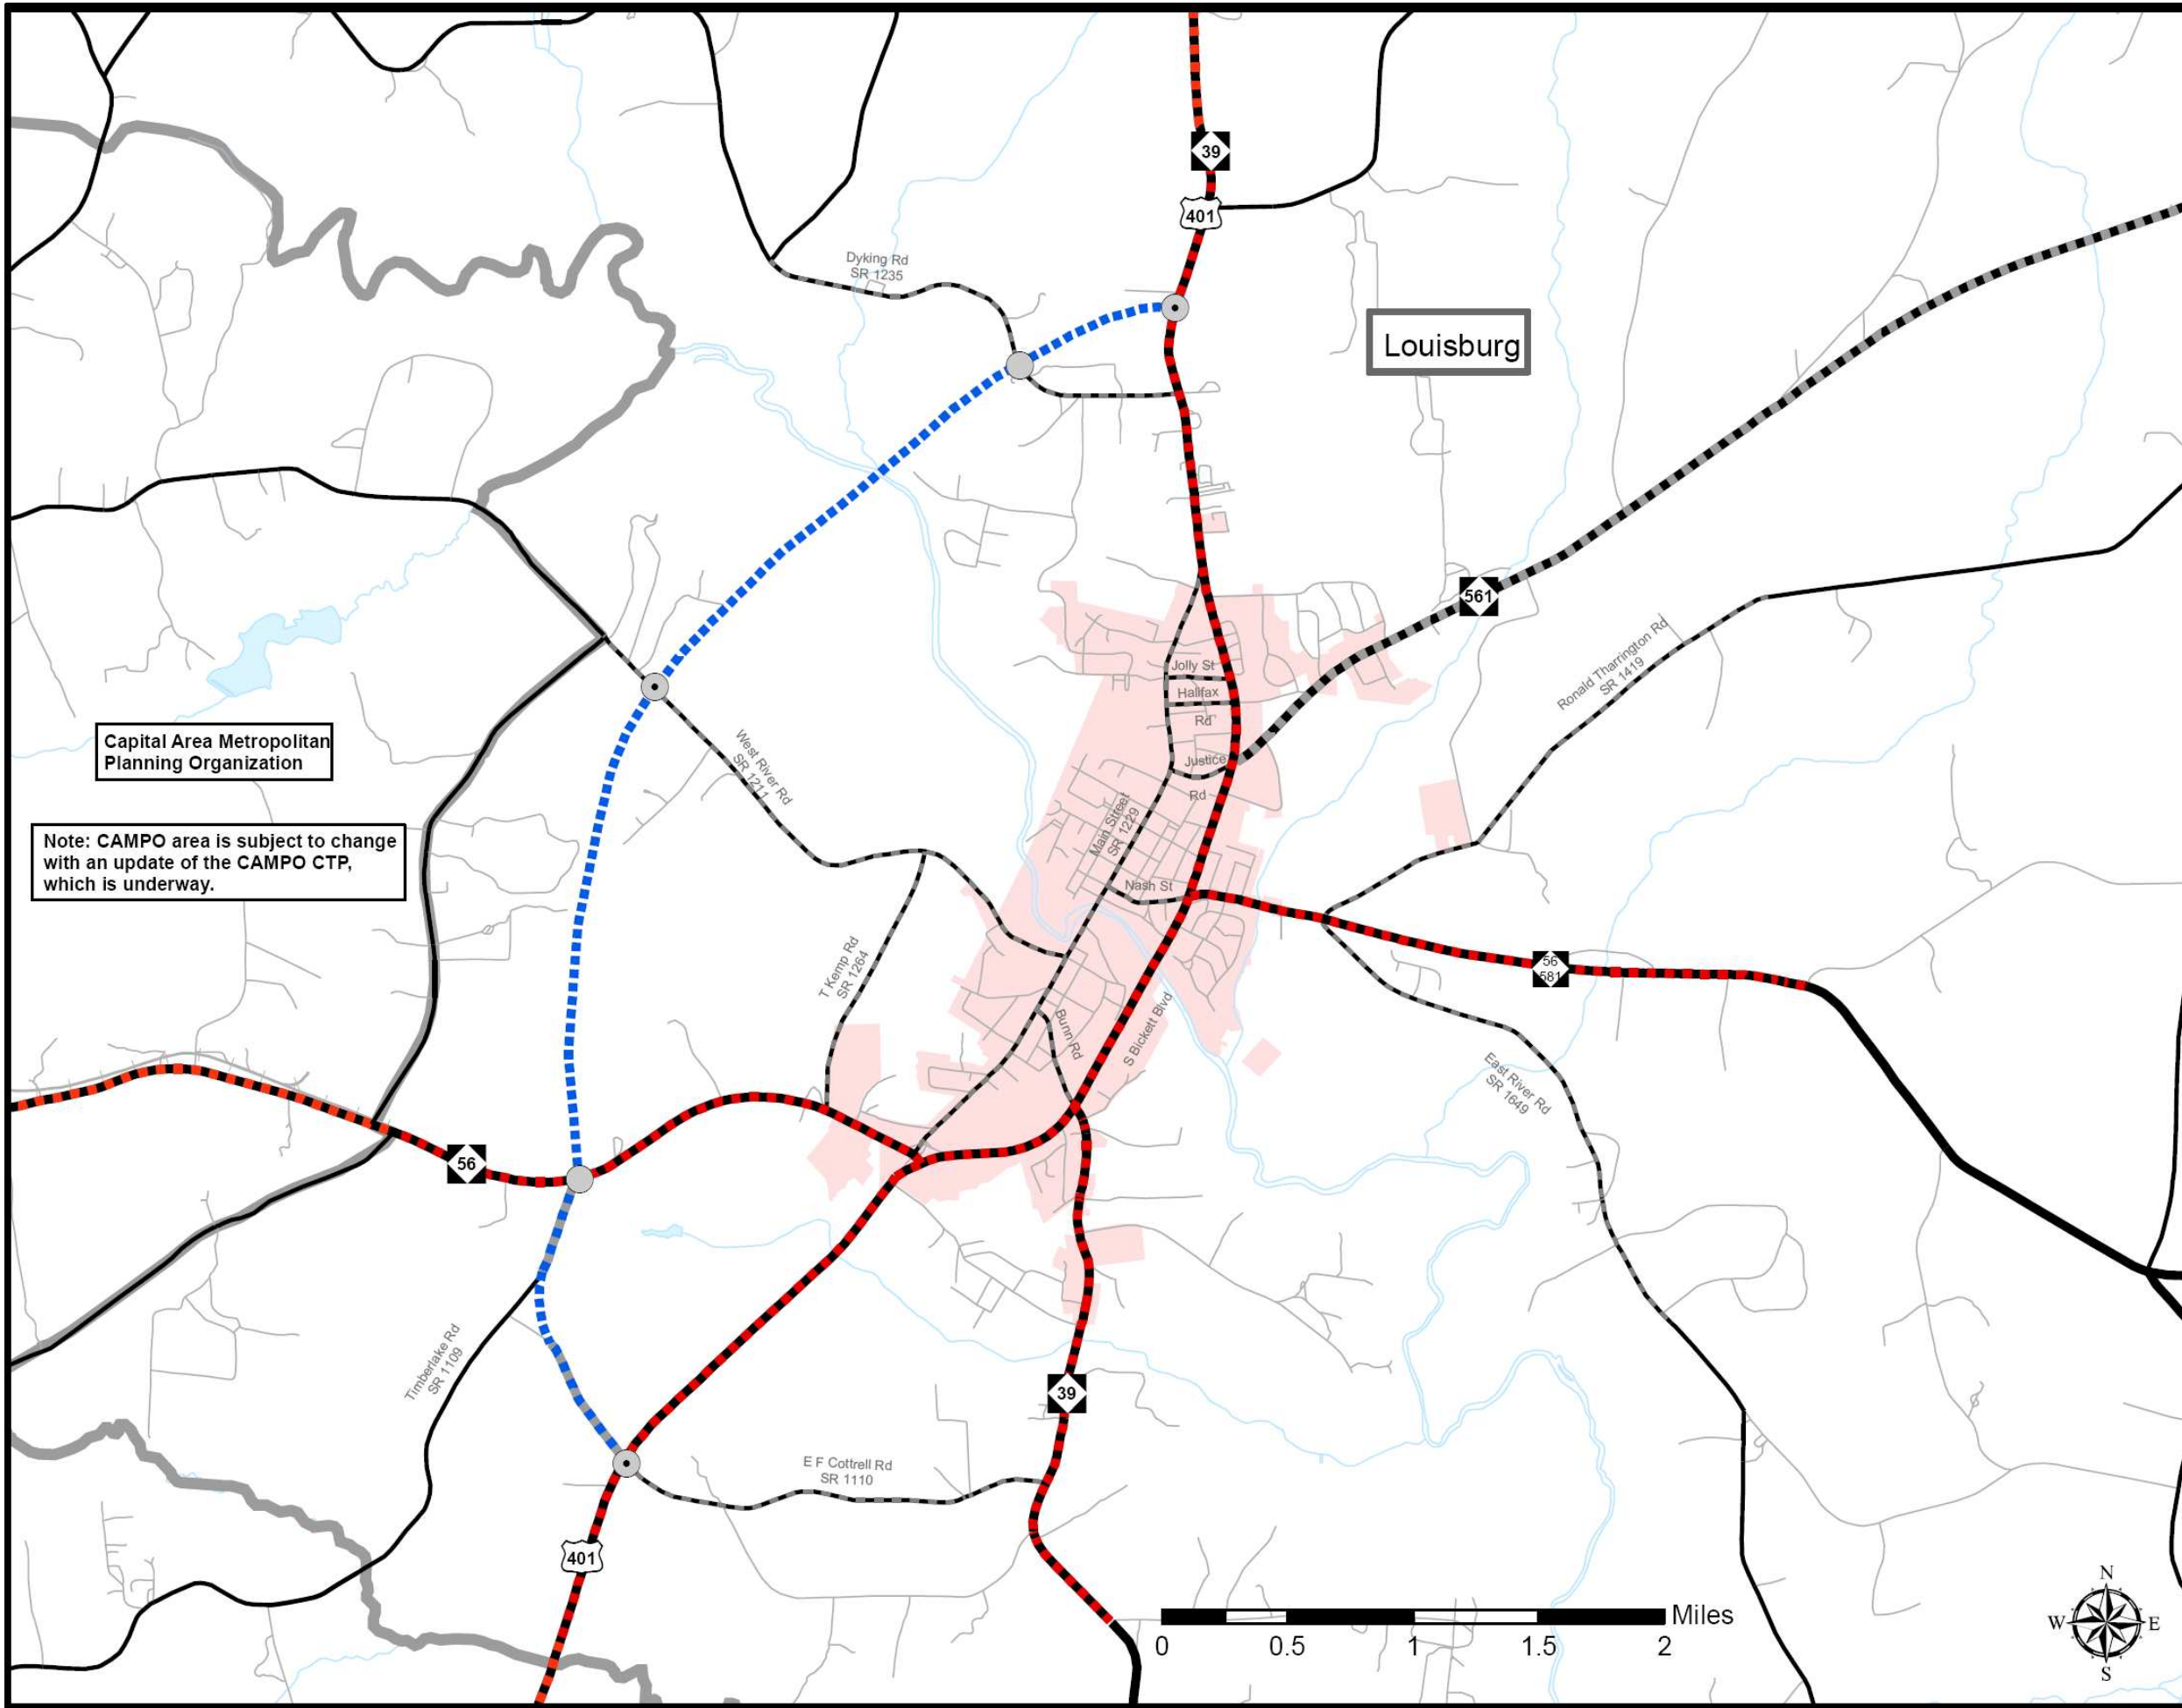 39
401
Dyking Rd
SR 1235
Louisburg
561
Jolly St
Halifax
Rd
Ronald Tharrington Rd
SR 1419
Capital Area Metropolitan
Planning Organization
West River Rd
SR 1211
Justice
Rd
Main Street
SR 1229
Note: CAMPO area is subject to change
with an update of the CAMPO CTP,
which is underway.
Nash St
T Kemp Rd
SR 1264
56
581
Bunn Rd
S Bickett Blvd
East River Rd
SR 1649
56
Timberlake Rd
SR 1109
39
E F Cottrell Rd
SR 1110
401
Miles
0 0.5 1 1.5 2
N
W E
S